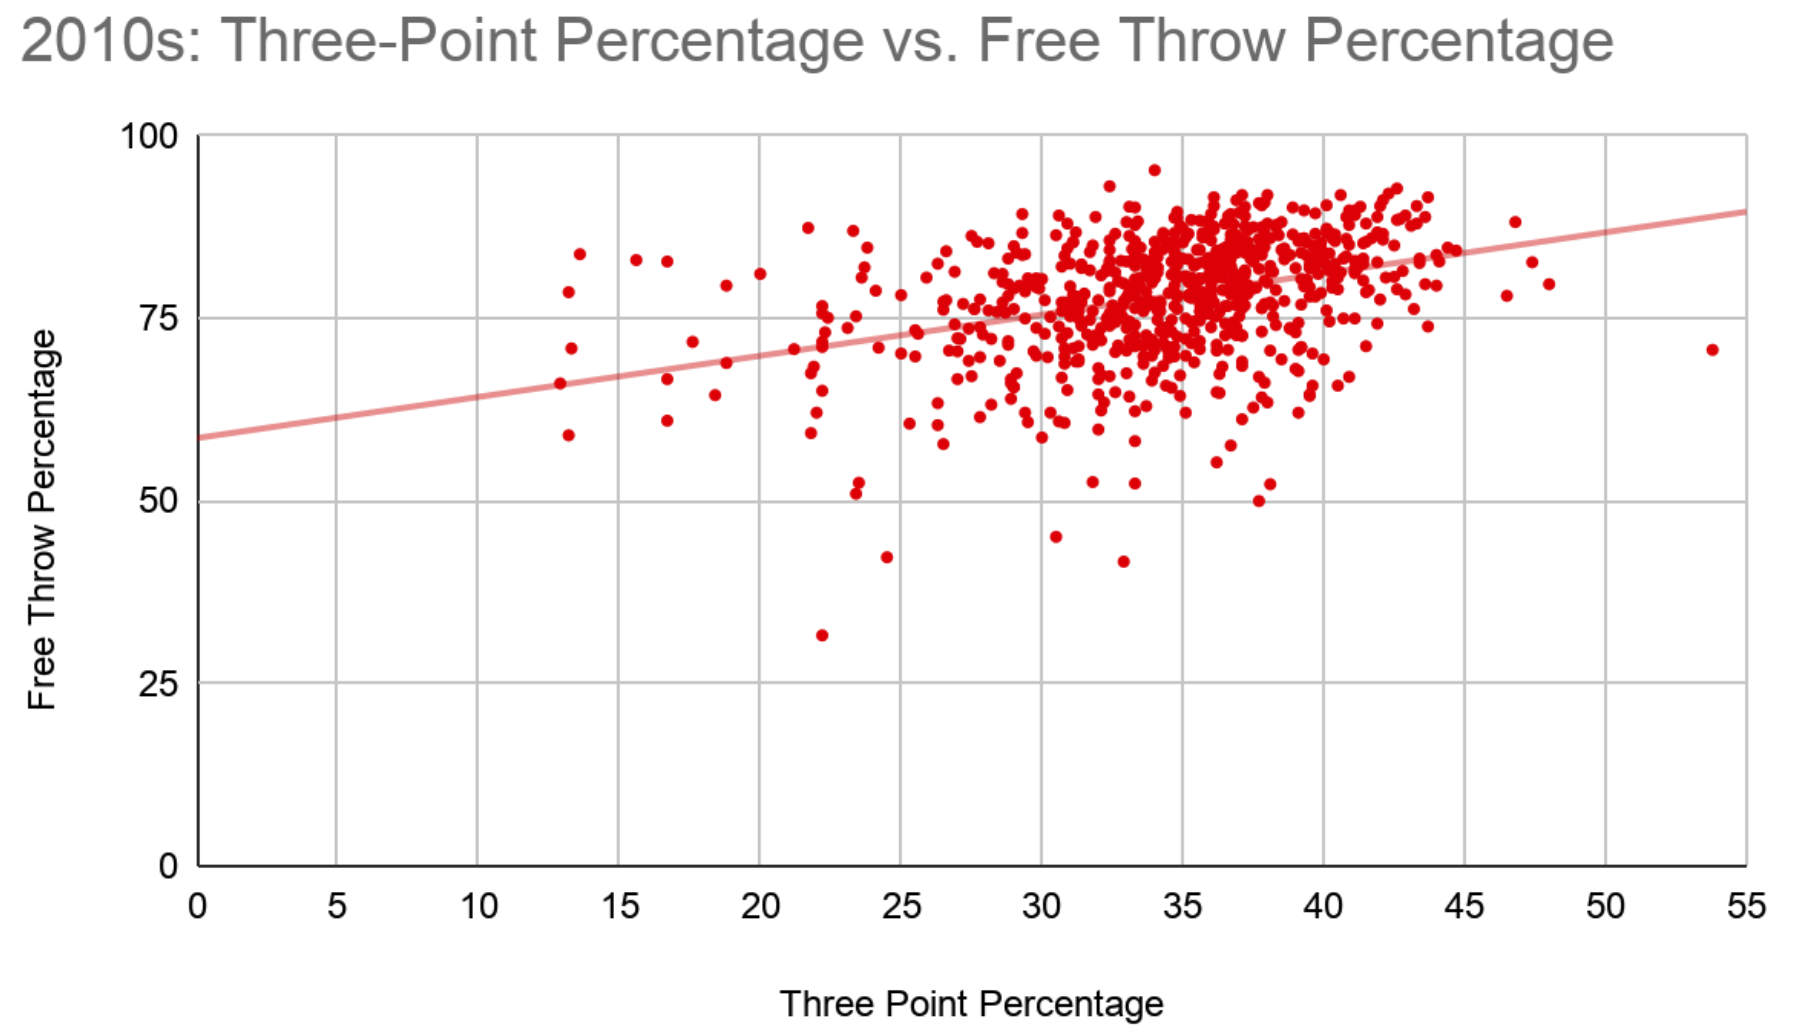 2010s: Three-Point Percentage vs. Free Throw Percentage
100
75
50
25
0
Free Throw Percentage
0 5 10 15 20 25 30 35 40 45 50 55
Three Point Percentage